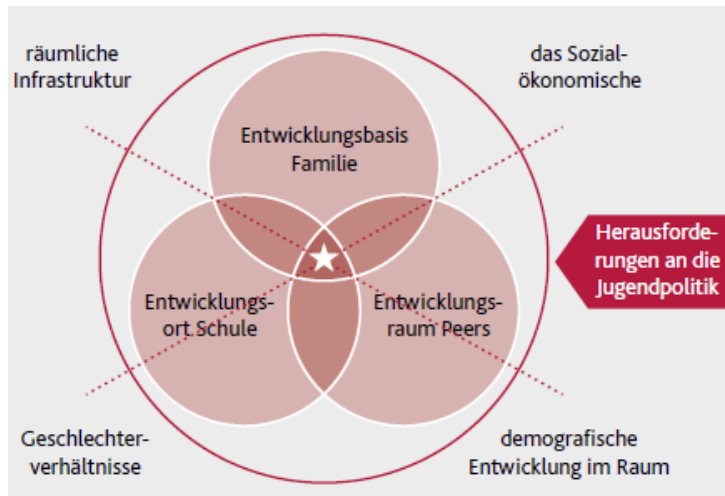 räumliche
Infrastruktur
das Sozial-
ökonomische
Entwicklungsbasis
Familie
Herausforde-
rungen an die
Jugendpolitik
Entwicklungs-
ort Schule
Entwicklungs-
raum Peers
Geschlechter-
verhältnisse
demografische
Entwicklung im Raum